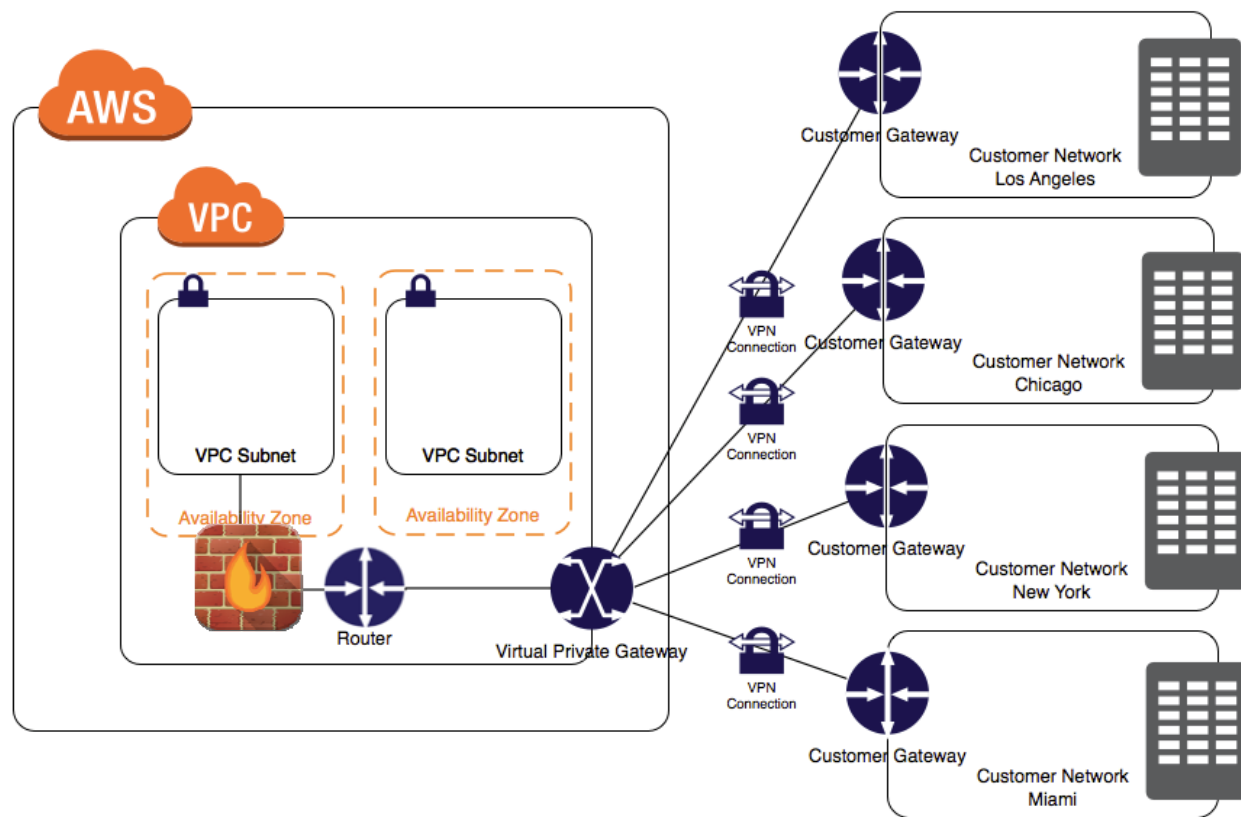 AWS
VPC
VPC Subnet
Availability Zone
VPC Subnet
Availability Zone
Router
Virtual Private Gateway
VPN
Connection
VPN
Connection
VPN
Connection
VPN
Connection
Customer Gateway
Customer Network
Los Angeles
Customer Gateway
Customer Network
Chicago
Customer Gateway
Customer Network
New York
Customer Gateway
Customer Network
Miami